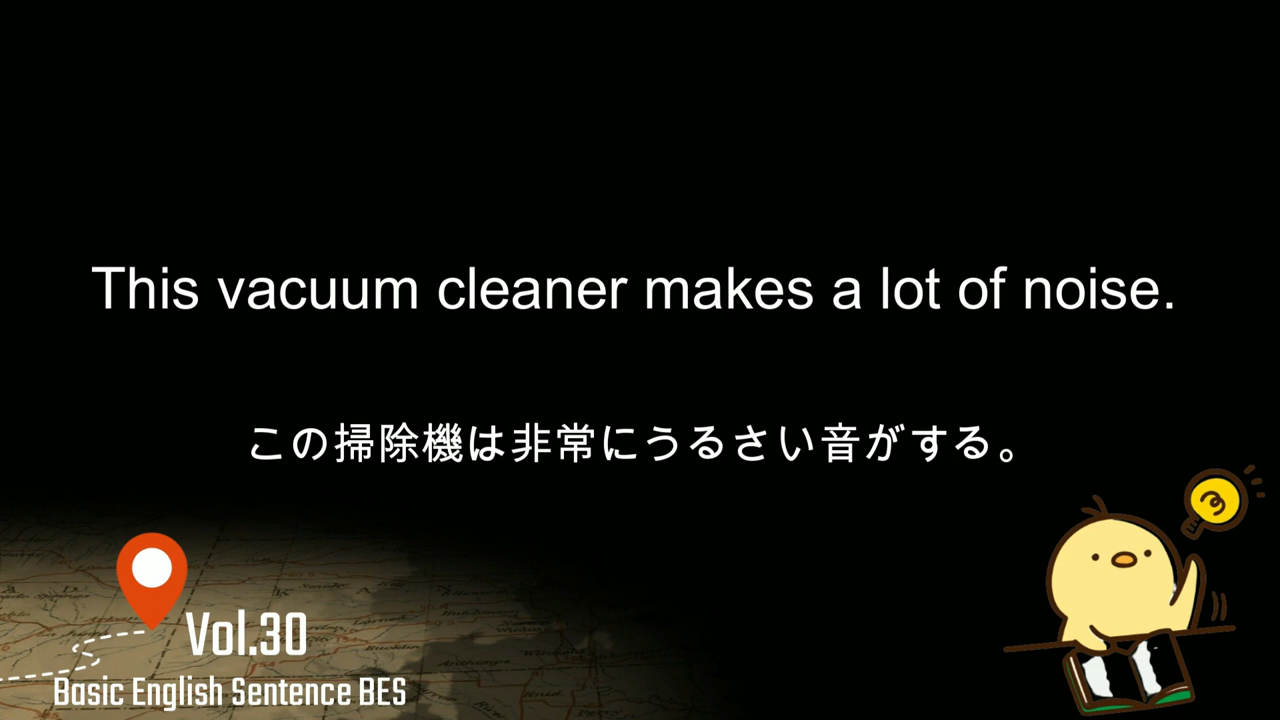 This vacuum cleaner makes a lot of noise.
この掃除機は非常にうるさい音がする。
Vol.30
Basic English Sentence BES